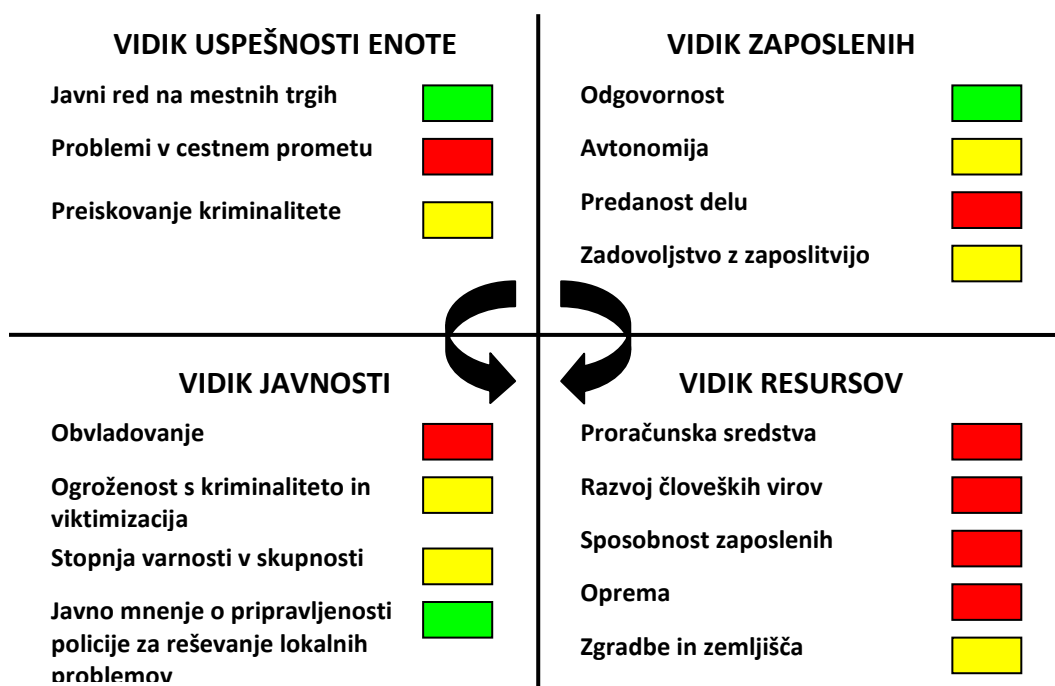 VIDIK USPEŠNOSTI ENOTE
Javni red na mestnih trgih
Problemi v cestnem prometu
Preiskovanje kriminalitete
VIDIK ZAPOSLENIH
Odgovornost
Avtonomija
Predanost delu
Zadovoljstvo z zaposlitvijo
VIDIK JAVNOSTI
Obvladovanje
Ogroženost s kriminaliteto in
viktimizacija
Stopnja varnosti v skupnosti
Javno mnenje o pripravljenosti
policije za reševanje lokalnih
problemov
VIDIK RESURSOV
Proračunska sredstva
Razvoj človeških virov
Sposobnost zaposlenih
Oprema
Zgradbe in zemljišča